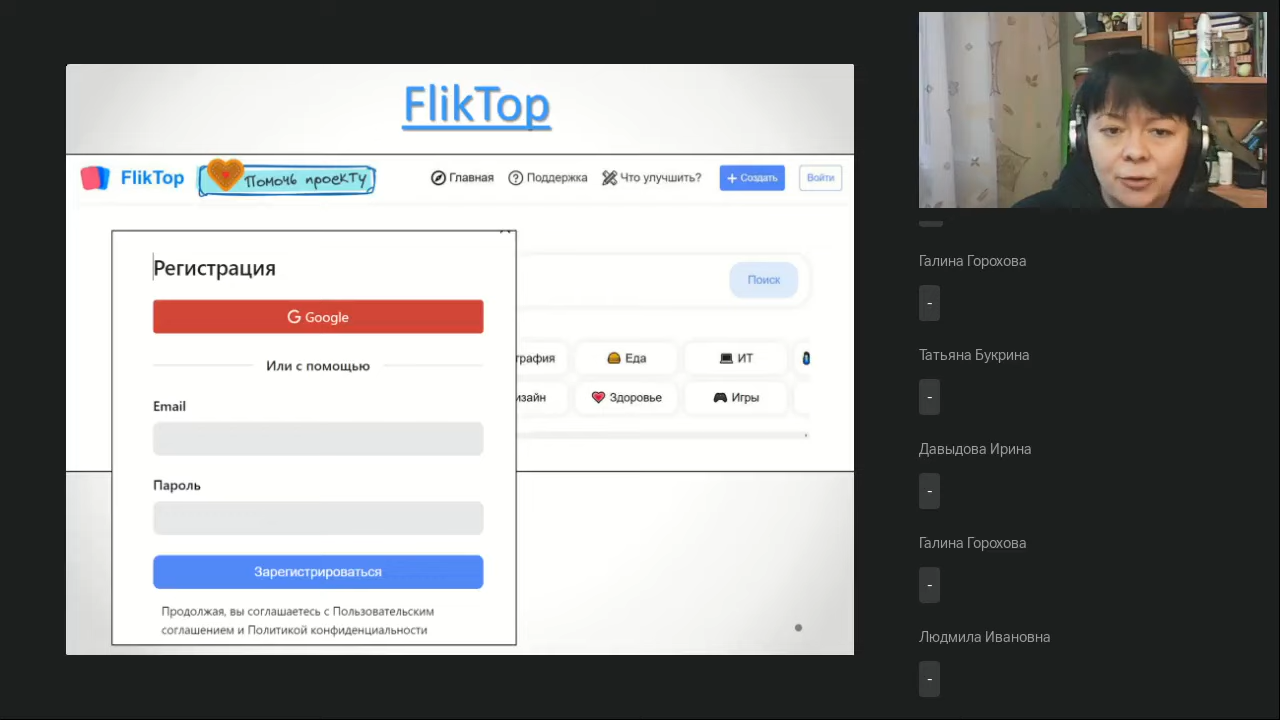 FlikTop
FlikTop
Помочь проекту
Главная
Поддержка
Что улучшить?
+ Создать
Войти
Регистрация
Google
Или с помощью
Email
Пароль
Зарегистрироваться
Продолжая, вы соглашаетесь с Пользовательским
соглашением и Политикой конфиденциальности
Поиск
графия
Еда
ИТ
изайн
Здоровье
Игры
Галина Горохова
-
Татьяна Букрина
-
Давыдова Ирина
-
Галина Горохова
-
Людмила Ивановна
-